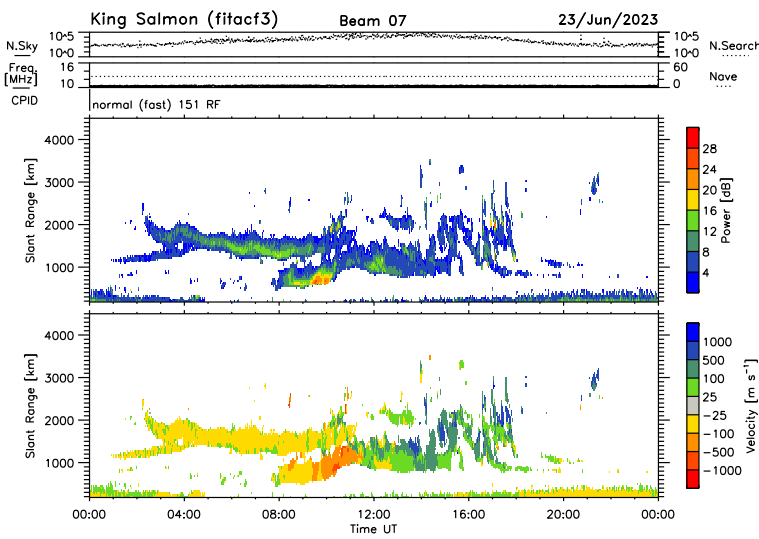 King Salmon (fitacf3) Beam 07 23/Jun/2023
N.Sky 10^5 10^0 10^5 10^0 N.Search
Freq. [MHz] 16 10 60 0 Nave
CPID normal (fast) 151 RF
Slant Range [km] 4000 3000 2000 1000
Power [dB] 28 24 20 16 12 8 4
Slant Range [km] 4000 3000 2000 1000
Velocity [m s⁻¹] 1000 500 100 25 −25 −100 −500 −1000
00:00 04:00 08:00 12:00 16:00 20:00 00:00
Time UT